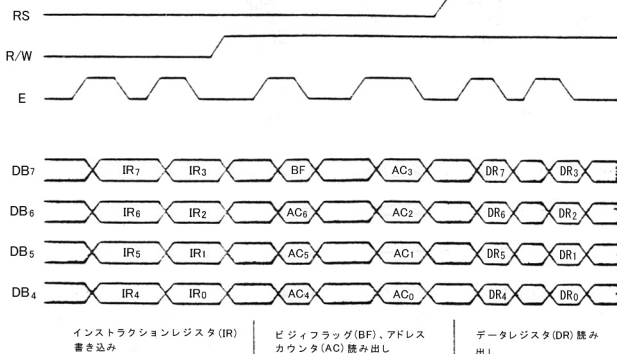 RS
R/W
E
DB7 IR7 IR3 BF AC3 DR7 DR3
DB6 IR6 IR2 AC6 AC2 DR6 DR2
DB5 IR5 IR1 AC5 AC1 DR5 DR1
DB4 IR4 IR0 AC4 AC0 DR4 DR0
インストラクションレジスタ(IR)
書き込み
ビジィフラッグ(BF)、アドレス
カウンタ(AC)読み出し
データレジスタ(DR)読み
出し